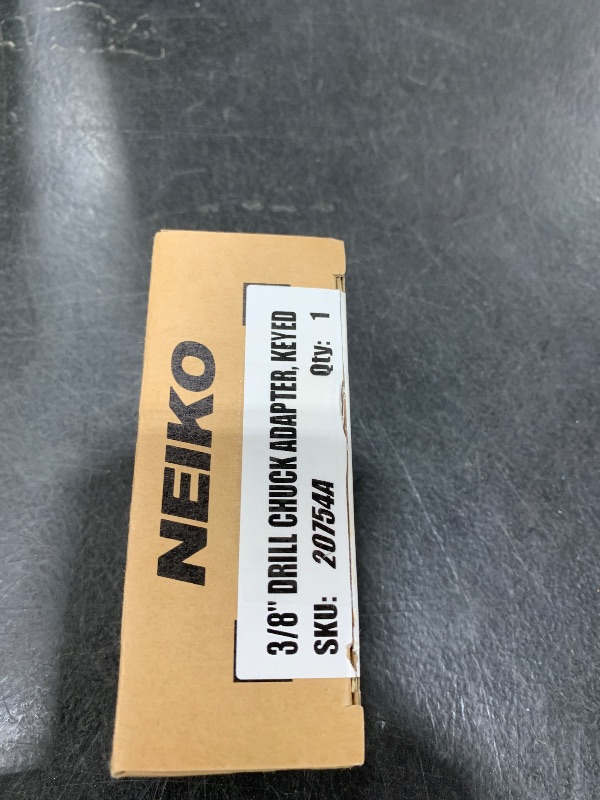 NEIKO
3/8" DRILL CHUCK ADAPTER, KEYED
SKU: 20754A Qty: 1